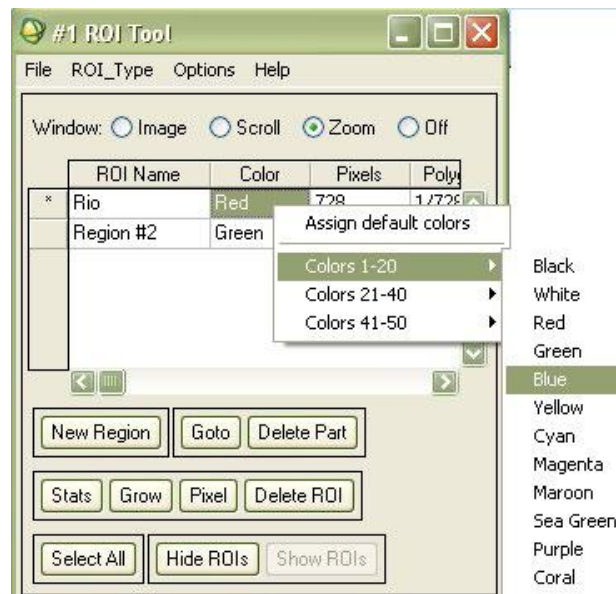 #1 ROI Tool
File ROI_Type Options Help
Window: Image Scroll Zoom Off
ROI Name Color Pixels Poly
* Rio Red 728 1/728
Region #2 Green
Assign default colors
Colors 1-20
Colors 21-40
Colors 41-50
Black
White
Red
Green
Blue
Yellow
Cyan
Magenta
Maroon
Sea Green
Purple
Coral
New Region Goto Delete Part
Stats Grow Pixel Delete ROI
Select All Hide ROIs Show ROIs